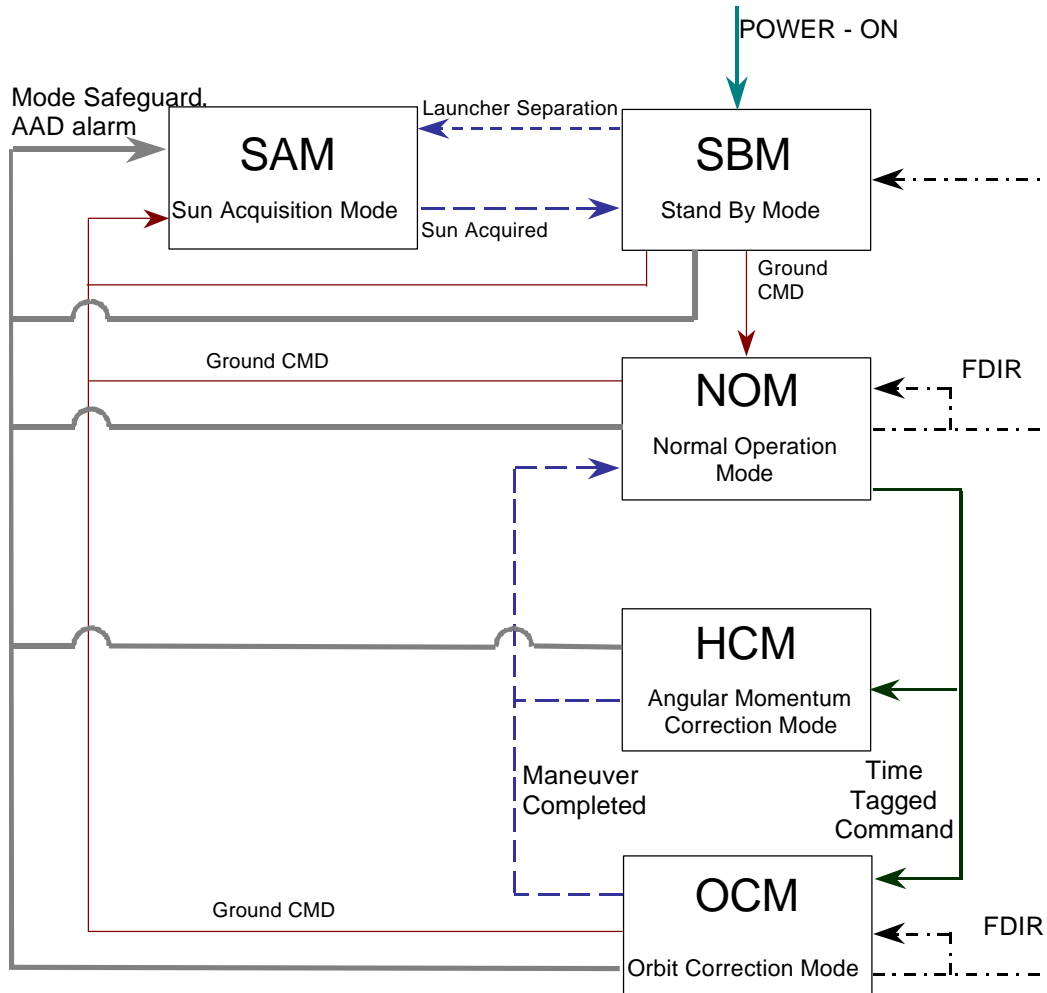 POWER - ON
Mode Safeguard.
AAD alarm
Launcher Separation
SAM
Sun Acquisition Mode
SBM
Stand By Mode
Sun Acquired
Ground
CMD
Ground CMD
NOM
Normal Operation
Mode
FDIR
HCM
Angular Momentum
Correction Mode
Maneuver
Completed
Time
Tagged
Command
OCM
Orbit Correction Mode
Ground CMD
FDIR